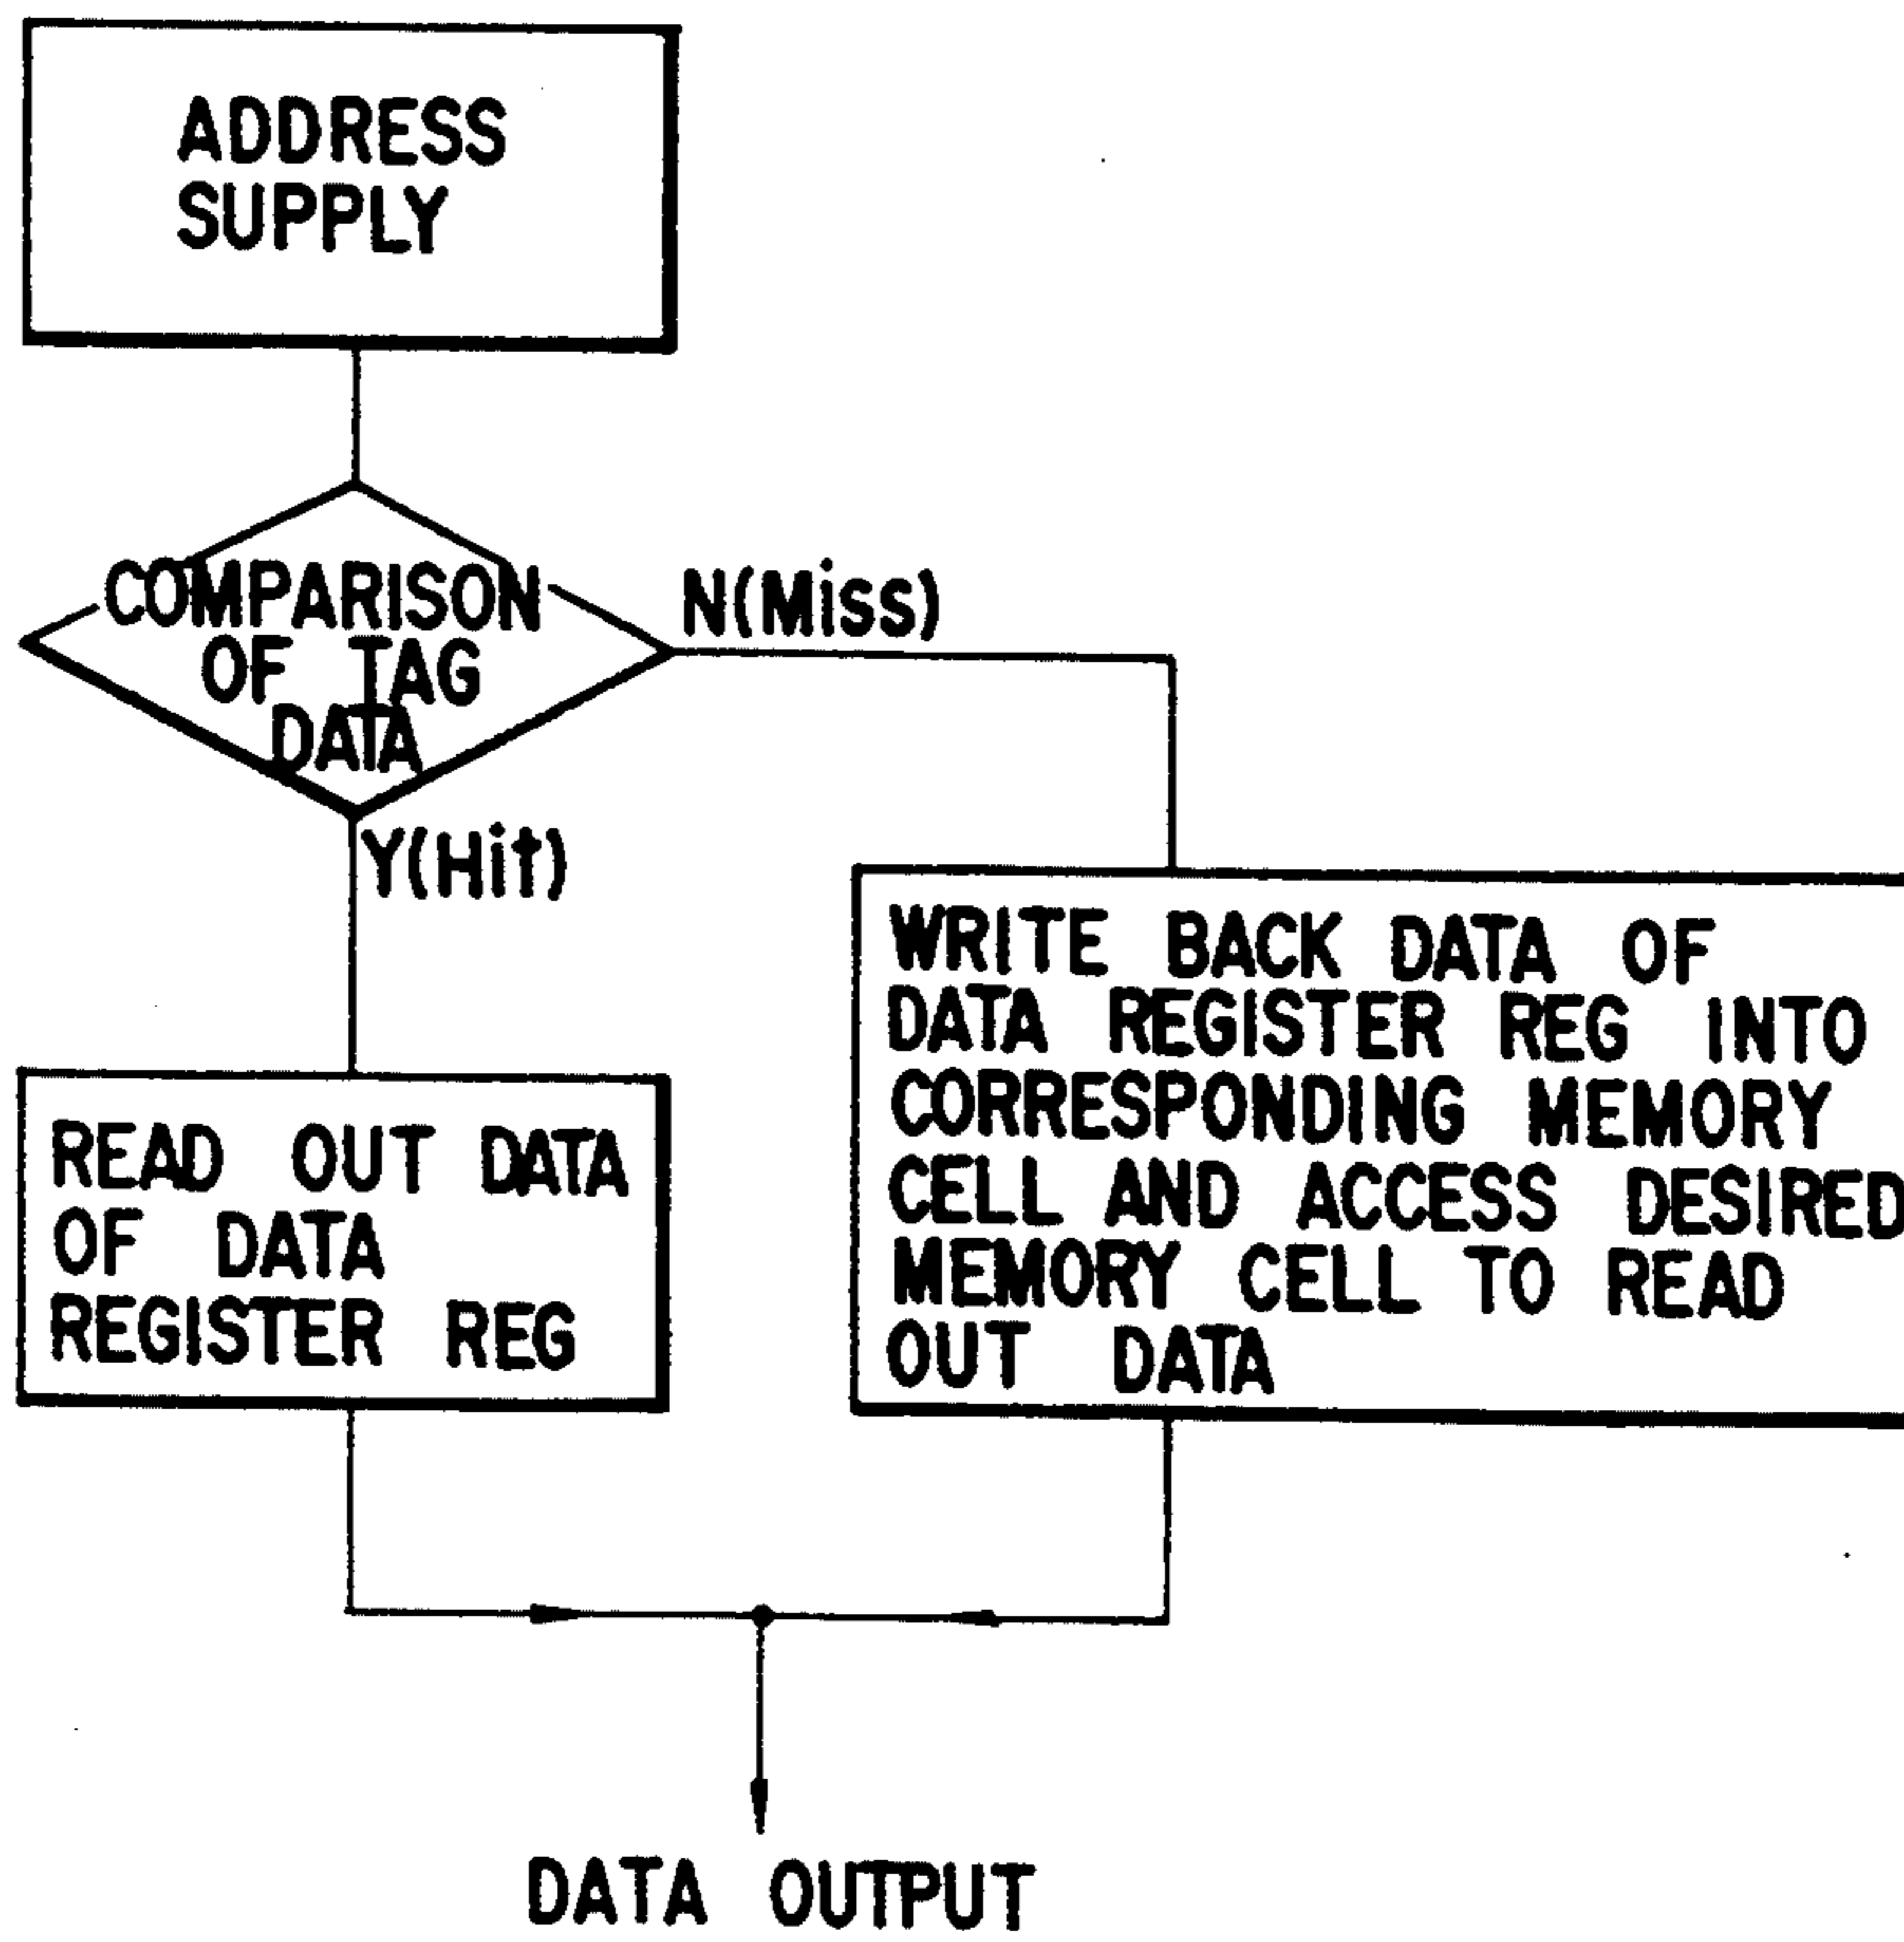 ADDRESS
SUPPLY
COMPARISON
OF TAG
DATA
N(Miss)
Y(Hit)
READ OUT DATA
OF DATA
REGISTER REG
WRITE BACK DATA OF
DATA REGISTER REG INTO
CORRESPONDING MEMORY
CELL AND ACCESS DESIRED
MEMORY CELL TO READ
OUT DATA
DATA OUTPUT